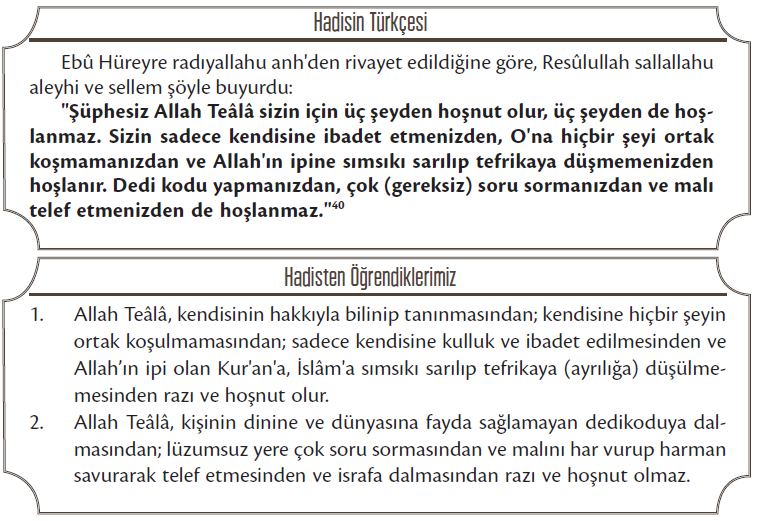 Hadisin Türkçesi
Ebû Hüreyre radıyallahu anh'den rivayet edildiğine göre, Resûlullah sallallahu
aleyhi ve sellem şöyle buyurdu:
"Şüphesiz Allah Teâlâ sizin için üç şeyden hoşnut olur, üç şeyden de hoş-
lanmaz. Sizin sadece kendisine ibadet etmenizden, O'na hiçbir şeyi ortak
koşmamanızdan ve Allah'ın ipine sımsıkı sarılıp tefrikaya düşmemenizden
hoşlanır. Dedi kodu yapmanızdan, çok (gereksiz) soru sormanızdan ve malı
telef etmenizden de hoşlanmaz."40
Hadisten Öğrendiklerimiz
1. Allah Teâlâ, kendisinin hakkıyla bilinip tanınmasından; kendisine hiçbir şeyin
ortak koşulmamasından; sadece kendisine kulluk ve ibadet edilmesinden ve
Allah’ın ipi olan Kur'an'a, İslâm'a sımsıkı sarılıp tefrikaya (ayrılığa) düşülme-
mesinden razı ve hoşnut olur.
2. Allah Teâlâ, kişinin dinine ve dünyasına fayda sağlamayan dedikoduya dal-
masından; lüzumsuz yere çok soru sormasından ve malını har vurup harman
savurarak telef etmesinden ve israfa dalmasından razı ve hoşnut olmaz.